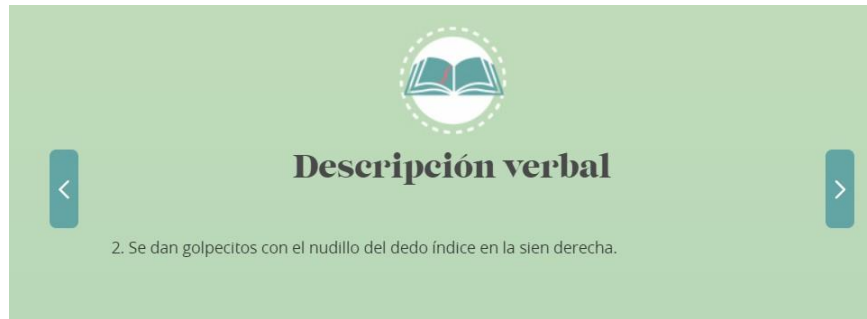 Descripción verbal
2. Se dan golpecitos con el nudillo del dedo índice en la sien derecha.